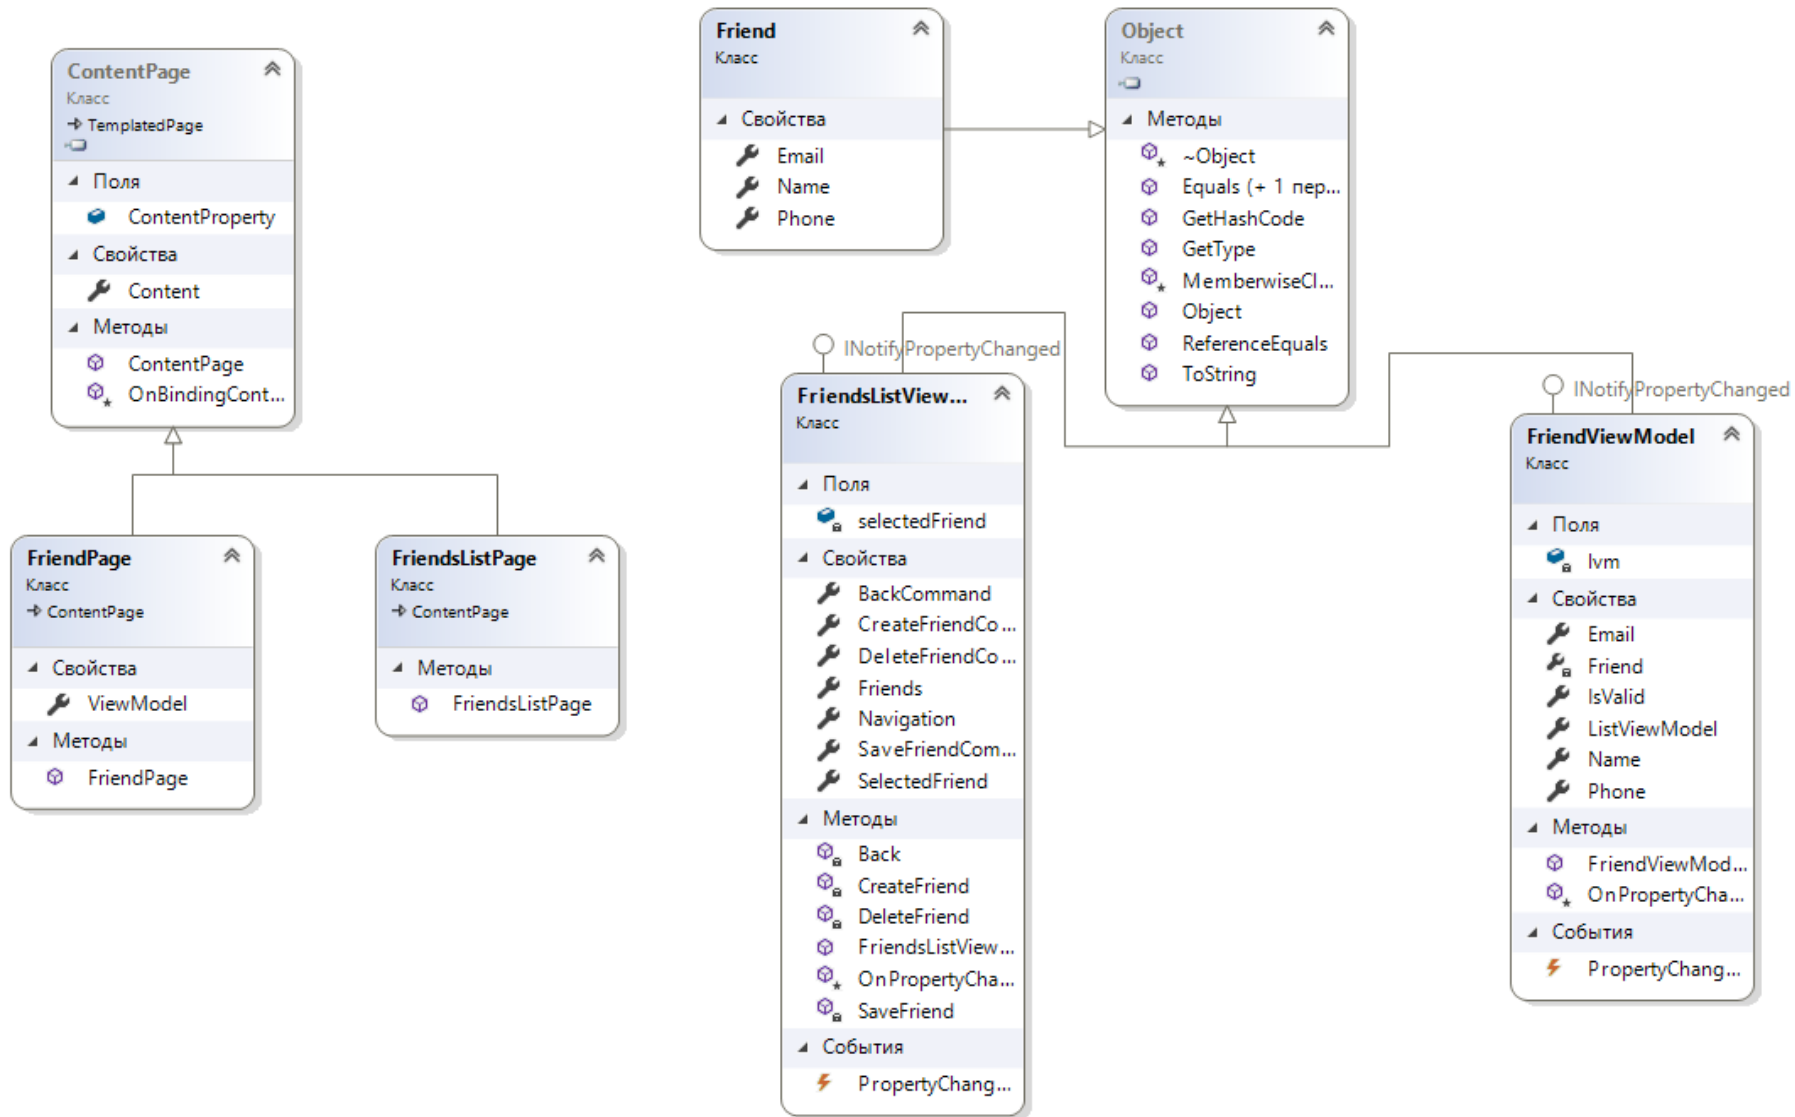 ContentPage
Класс
TemplatedPage
Поля
ContentProperty
Свойства
Content
Методы
ContentPage
OnBindingCont...
FriendPage
Класс
ContentPage
Свойства
ViewModel
Методы
FriendPage
FriendsListPage
Класс
ContentPage
Методы
FriendsListPage
Friend
Класс
Свойства
Email
Name
Phone
Object
Класс
Методы
~Object
Equals (+ 1 пер...
GetHashCode
GetType
MemberwiseCl...
Object
ReferenceEquals
ToString
INotifyPropertyChanged
FriendsListView...
Класс
Поля
selectedFriend
Свойства
BackCommand
CreateFriendCo...
DeleteFriendCo...
Friends
Navigation
SaveFriendCom...
SelectedFriend
Методы
Back
CreateFriend
DeleteFriend
FriendsListView...
OnPropertyCha...
SaveFriend
События
PropertyChang...
INotifyPropertyChanged
FriendViewModel
Класс
Поля
lvm
Свойства
Email
Friend
IsValid
ListViewModel
Name
Phone
Методы
FriendViewMod...
OnPropertyCha...
События
PropertyChang...